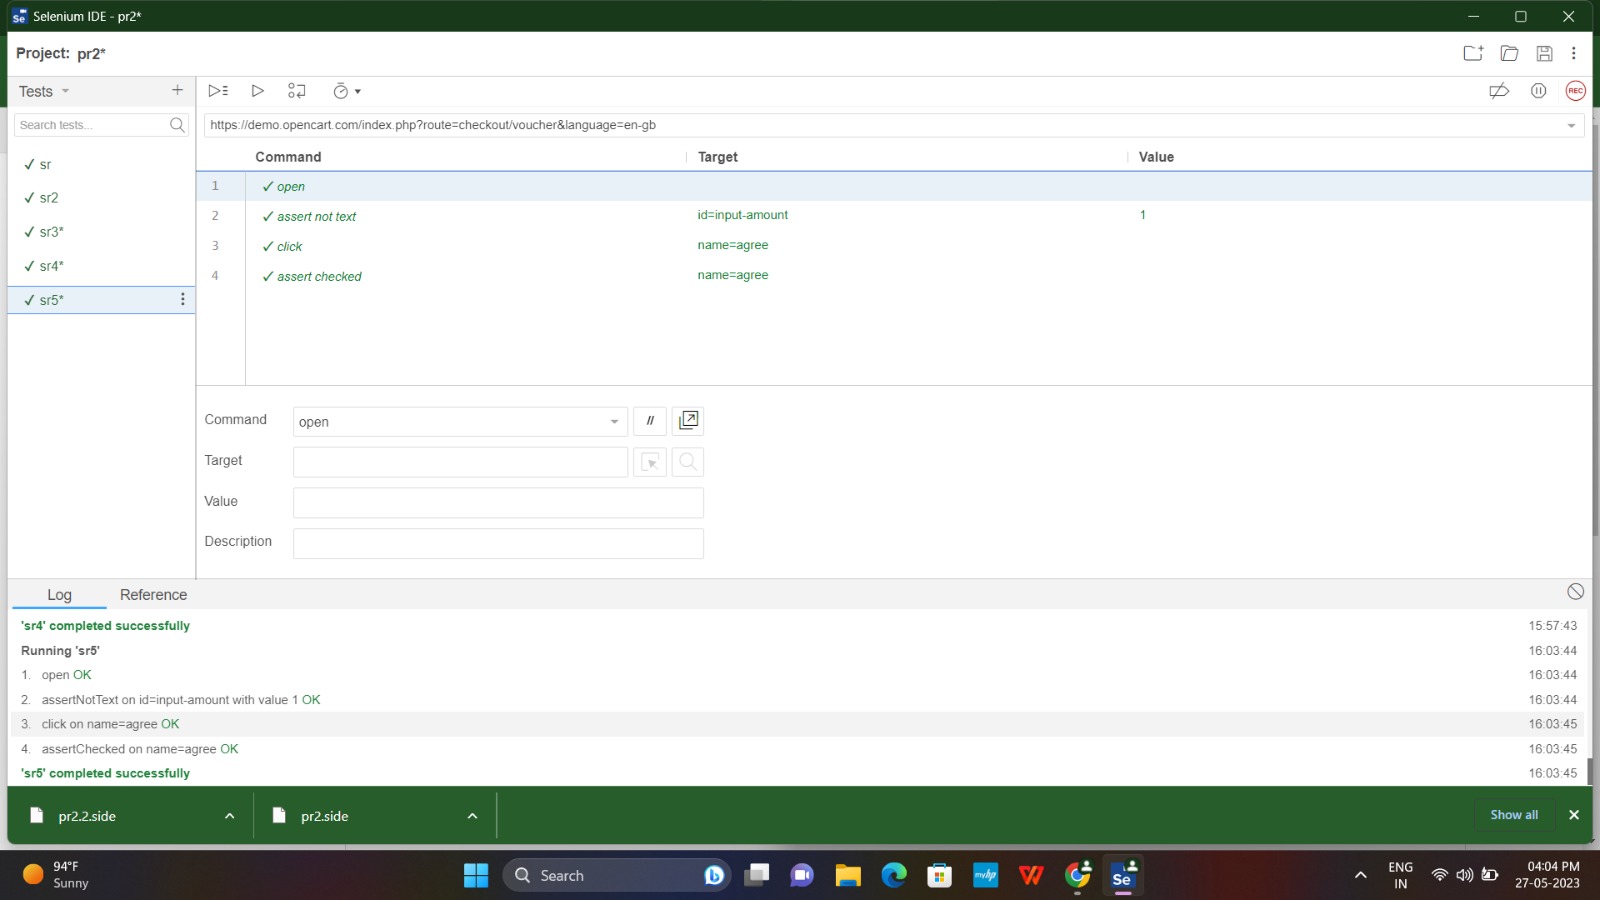 Se Selenium IDE - pr2*
Project: pr2*
Tests
REC
Search tests...
https://demo.opencart.com/index.php?route=checkout/voucher&language=en-gb
Command Target Value
✓ sr
✓ sr2
✓ sr3*
✓ sr4*
✓ sr5*
1 ✓ open
2 ✓ assert not text id=input-amount 1
3 ✓ click name=agree
4 ✓ assert checked name=agree
Command open //
Target
Value
Description
Log Reference
'sr4' completed successfully 15:57:43
Running 'sr5' 16:03:44
1. open OK 16:03:44
2. assertNotText on id=input-amount with value 1 OK 16:03:44
3. click on name=agree OK 16:03:45
4. assertChecked on name=agree OK 16:03:45
'sr5' completed successfully 16:03:45
pr2.2.side pr2.side Show all
94°F
Sunny
Search
myhp
Se
ENG
IN
04:04 PM
27-05-2023